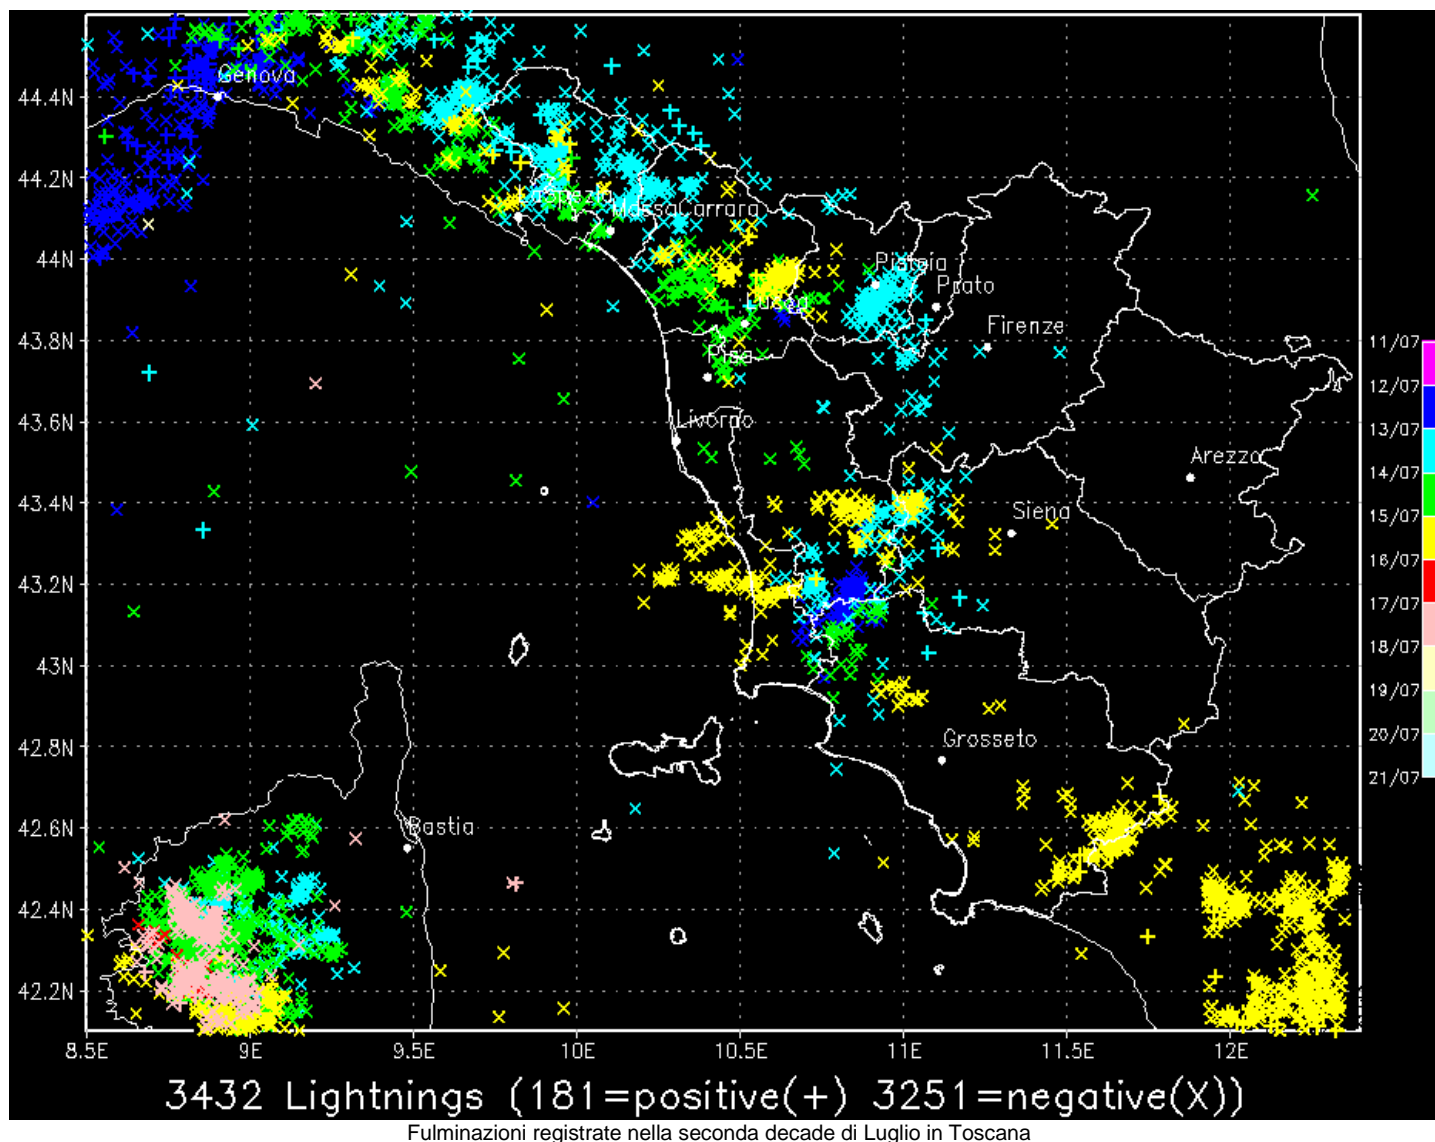 Genova
44.4N
44.2N
La Spezia
MassaCarrara
44N
Pistoia
Prato
Lucca
Firenze
43.8N
Pisa
11/07
12/07
43.6N
Livorno
13/07
Arezzo
14/07
43.4N
Siena
15/07
16/07
43.2N
17/07
43N
18/07
19/07
42.8N
Grosseto
20/07
21/07
42.6N
Bastia
42.4N
42.2N
8.5E 9E 9.5E 10E 10.5E 11E 11.5E 12E
3432 Lightnings (181=positive(+) 3251=negative(X))
Fulminazioni registrate nella seconda decade di Luglio in Toscana